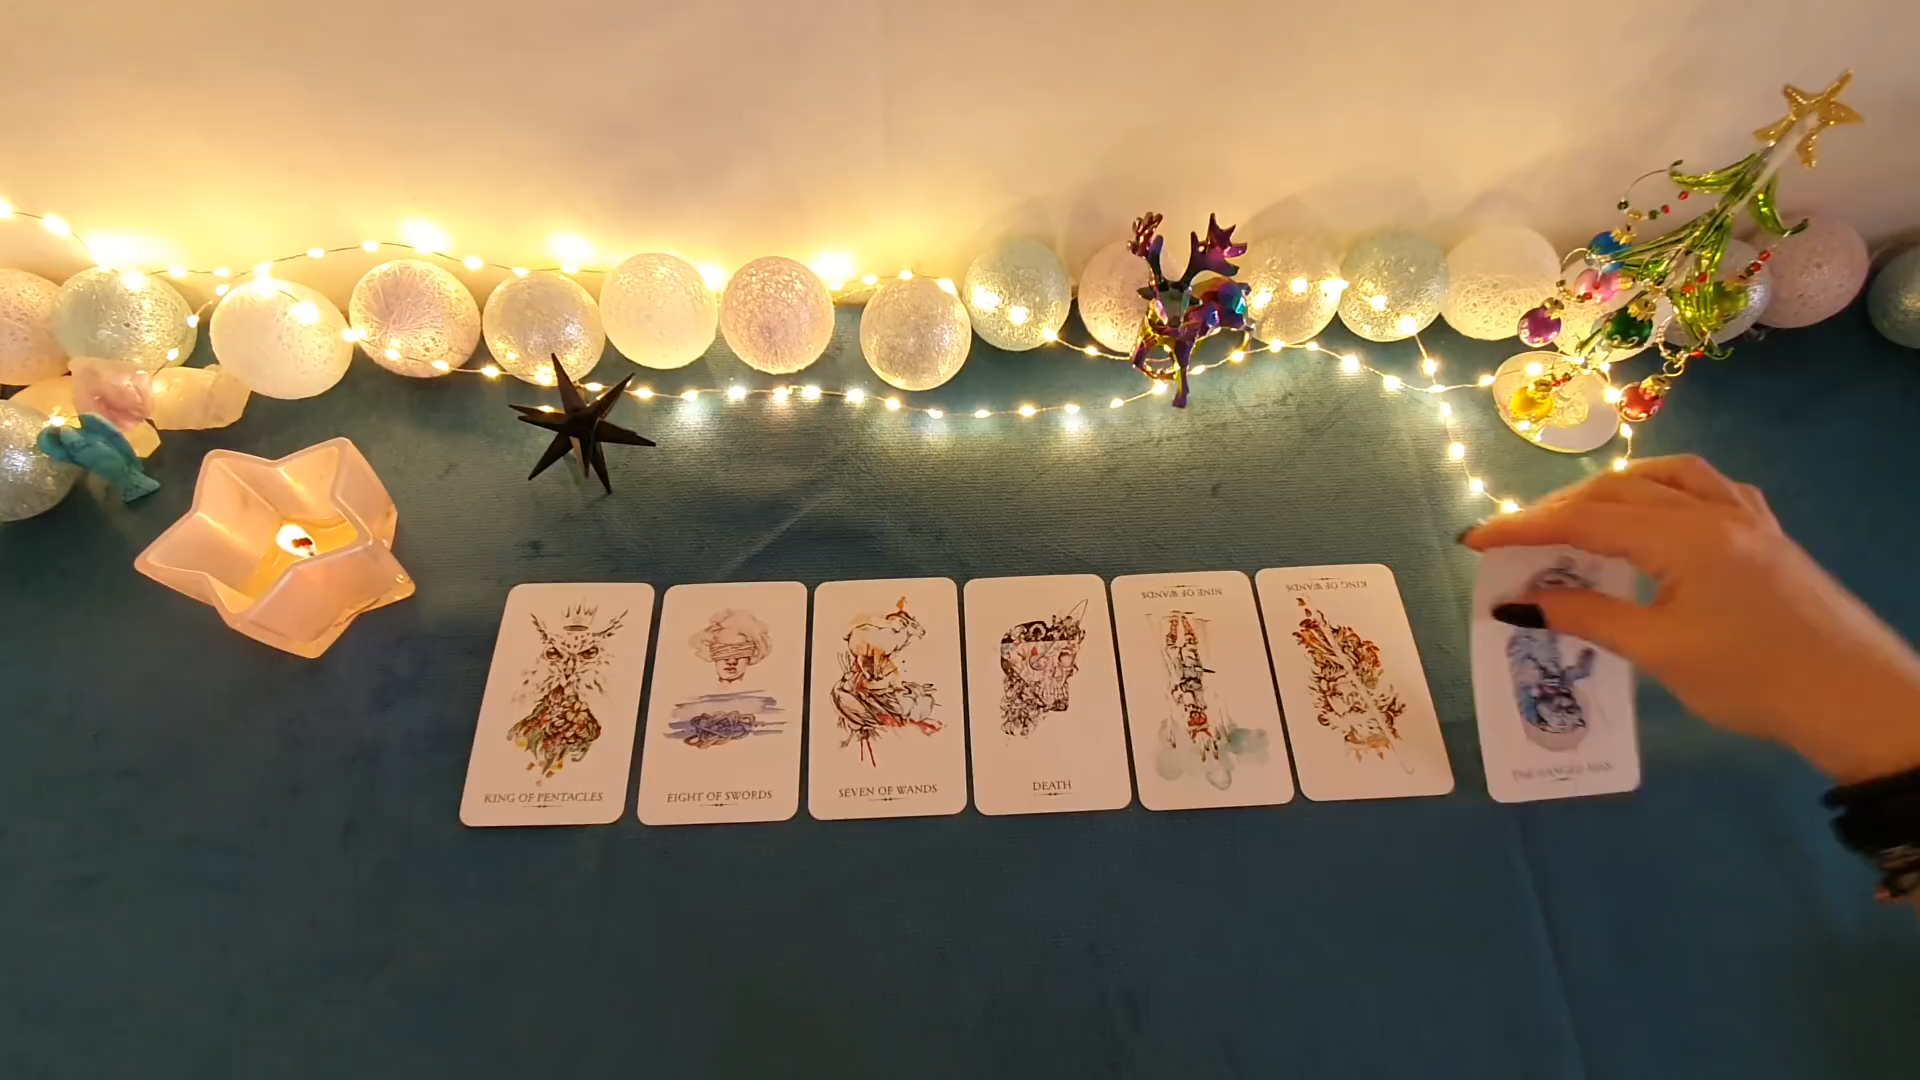 KING OF PENTACLES
EIGHT OF SWORDS
SEVEN OF WANDS
DEATH
NINE OF WANDS
KING OF WANDS
THE HANGED MAN